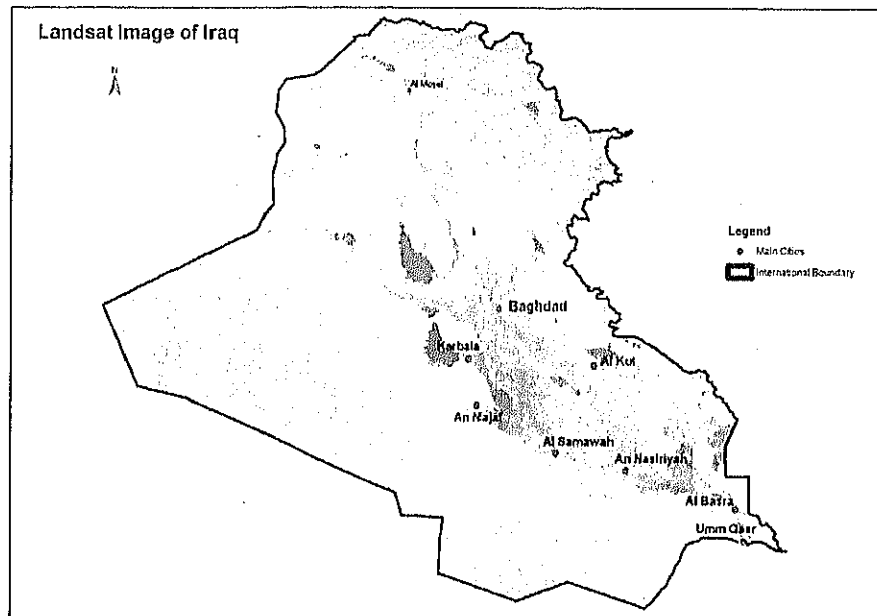 Landsat Image of Iraq
N
Al Mosel
Legend
Main Cities
International Boundary
Baghdad
Karbala
Al Kut
An Najaf
Al Samawah
An Nasiriyah
Al Basra
Umm Qasr